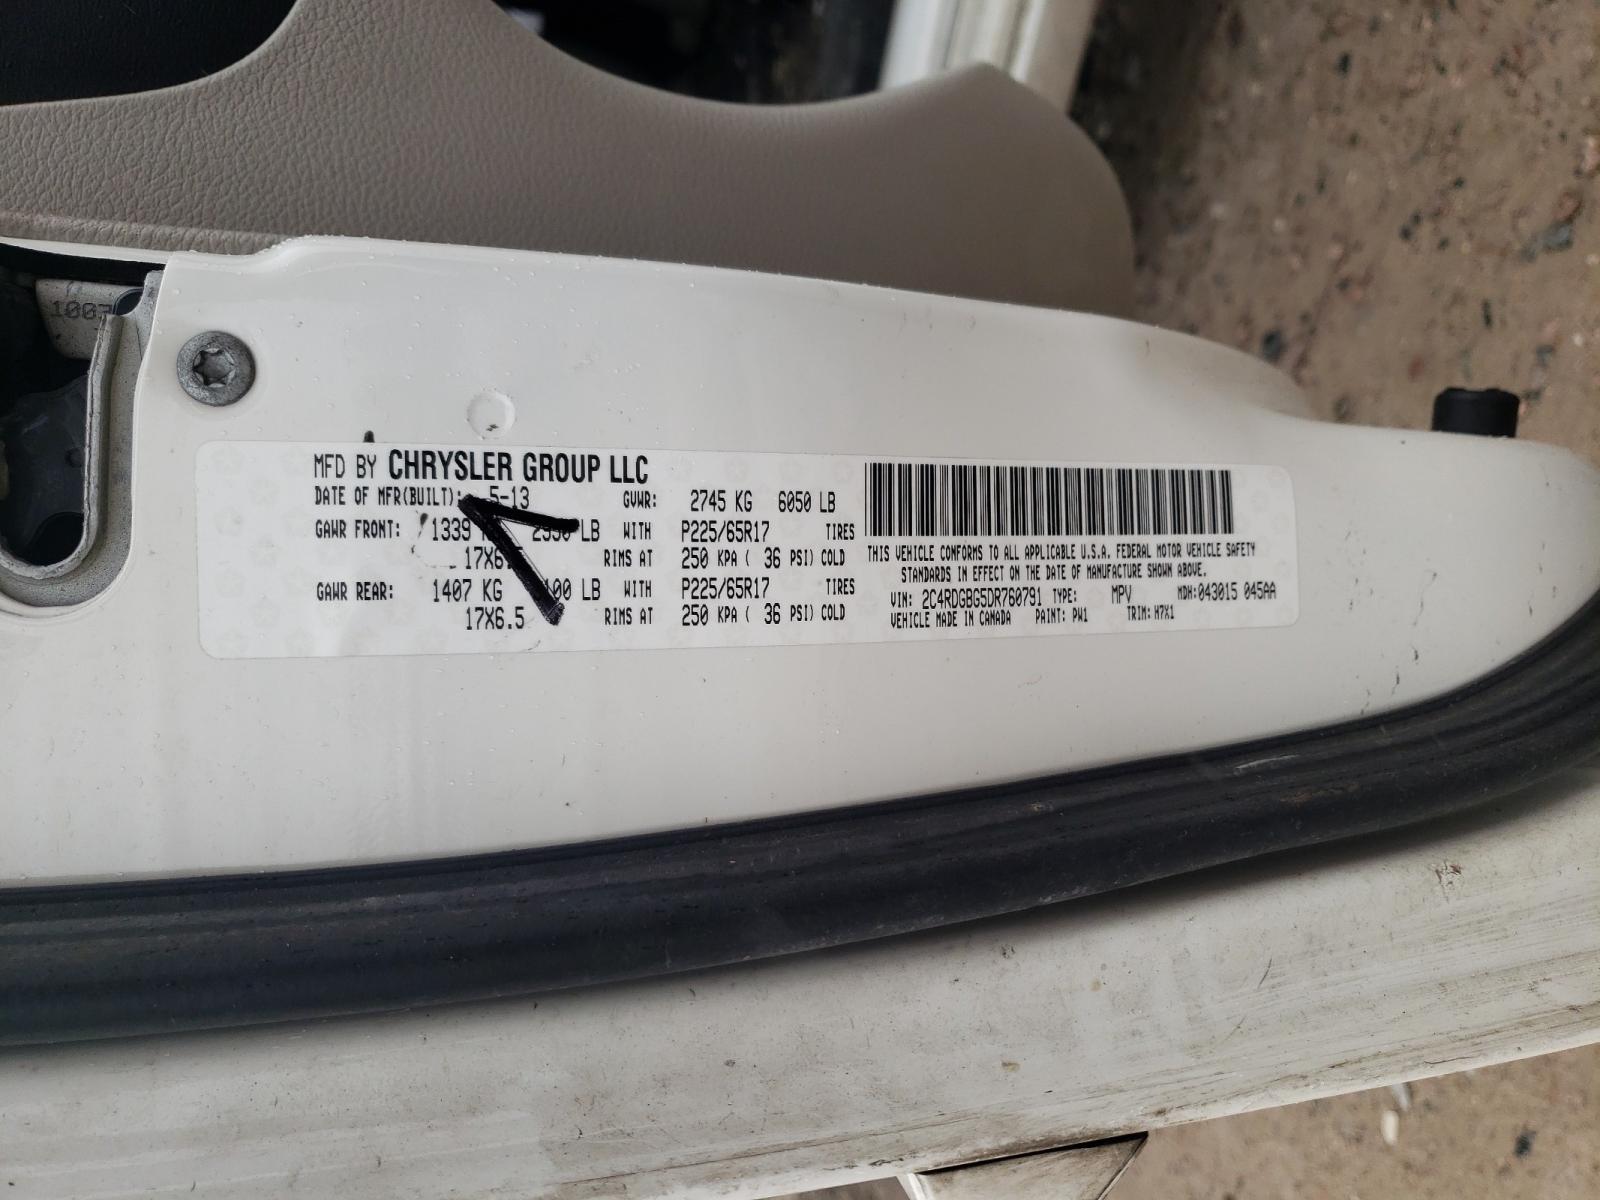 1007
MFD BY CHRYSLER GROUP LLC
DATE OF MFR(BUILT): 5-13 GVWR: 2745 KG 6050 LB
GAWR FRONT: 1339 LB WITH P225/65R17 TIRES
RIMS AT 250 KPA ( 36 PSI) COLD
GAWR REAR: 1407 KG LB WITH P225/65R17 TIRES
17X6.5 RIMS AT 250 KPA ( 36 PSI) COLD
THIS VEHICLE CONFORMS TO ALL APPLICABLE U.S.A. FEDERAL MOTOR VEHICLE SAFETY
STANDARDS IN EFFECT ON THE DATE OF MANUFACTURE SHOWN ABOVE.
VIN: 2C4RDGBG5DR760791 TYPE: MPV MDH:043015 045AA
VEHICLE MADE IN CANADA PAINT: PW1 TRIM: H7X1